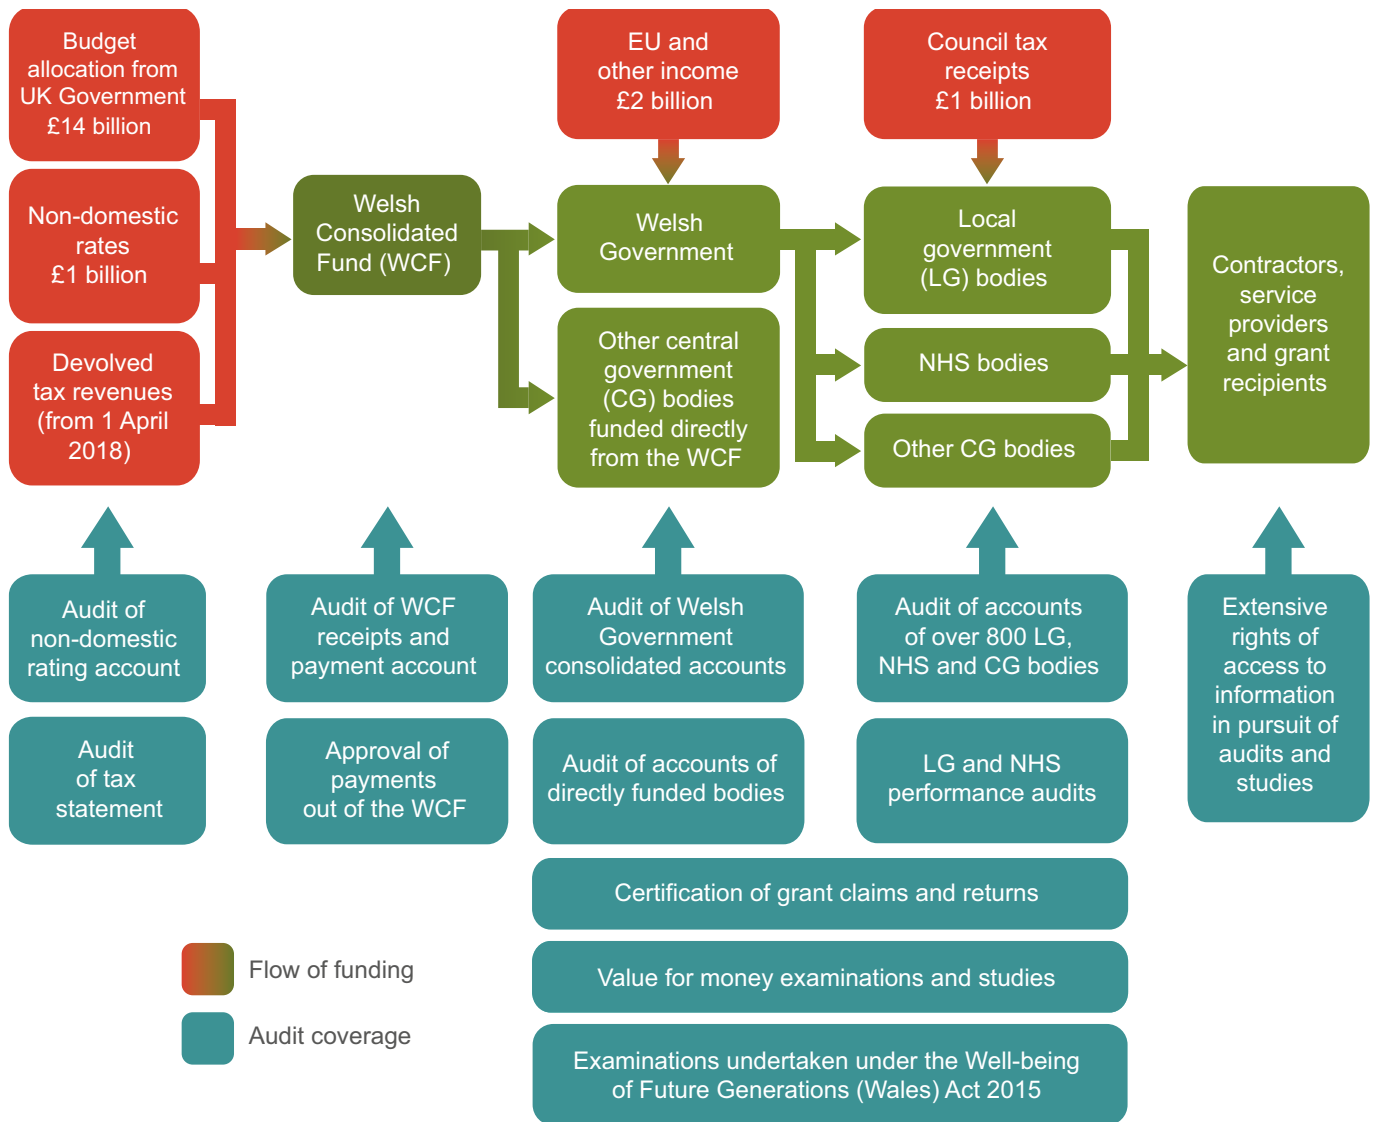 Budget
allocation from
UK Government
£14 billion
Non-domestic
rates
£1 billion
Devolved
tax revenues
(from 1 April
2018)
Welsh
Consolidated
Fund (WCF)
EU and
other income
£2 billion
Welsh
Government
Other central
government
(CG) bodies
funded directly
from the WCF
Council tax
receipts
£1 billion
Local
government
(LG) bodies
NHS bodies
Other CG bodies
Contractors,
service
providers
and grant
recipients
Audit of
non-domestic
rating account
Audit
of tax
statement
Audit of WCF
receipts and
payment account
Approval of
payments
out of the WCF
Audit of Welsh
Government
consolidated accounts
Audit of accounts of
directly funded bodies
Audit of accounts
of over 800 LG,
NHS and CG bodies
LG and NHS
performance audits
Extensive
rights of
access to
information
in pursuit of
audits and
studies
Certification of grant claims and returns
Value for money examinations and studies
Examinations undertaken under the Well-being
of Future Generations (Wales) Act 2015
Flow of funding
Audit coverage